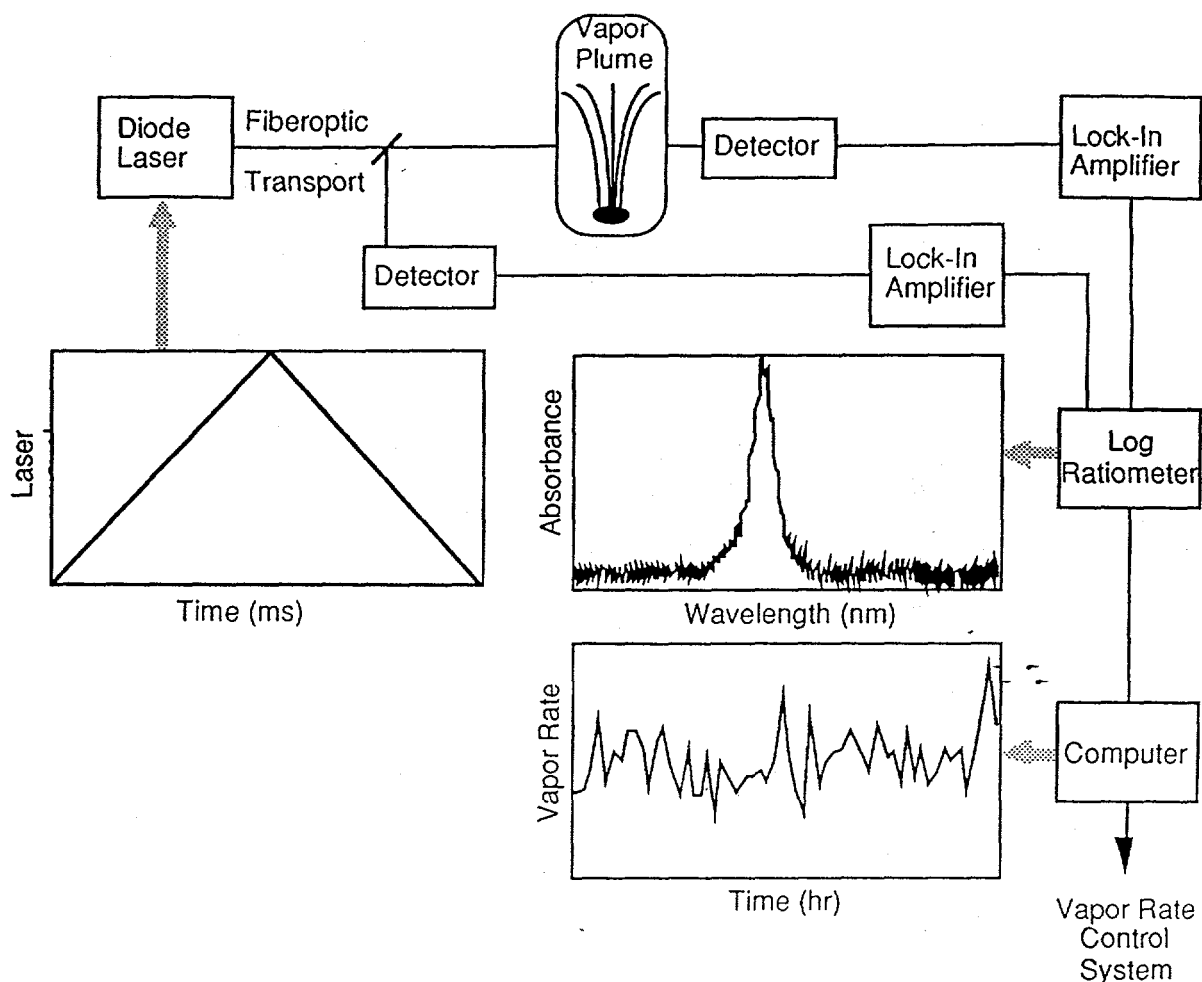 Vapor
Plume
Diode
Laser
Fiberoptic
Transport
Detector
Lock-In
Amplifier
Detector
Lock-In
Amplifier
Laser
Time (ms)
Absorbance
Wavelength (nm)
Log
Ratiometer
Vapor Rate
Time (hr)
Computer
Vapor Rate
Control
System